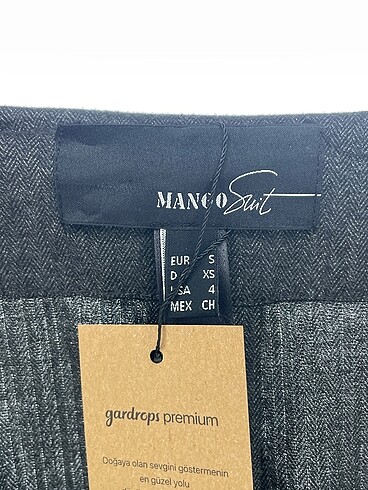 MANGO Suit
EUR S
D XS
USA 4
MEX CH
gardrops premium
Doğaya olan sevgini göstermenin
en güzel yolu